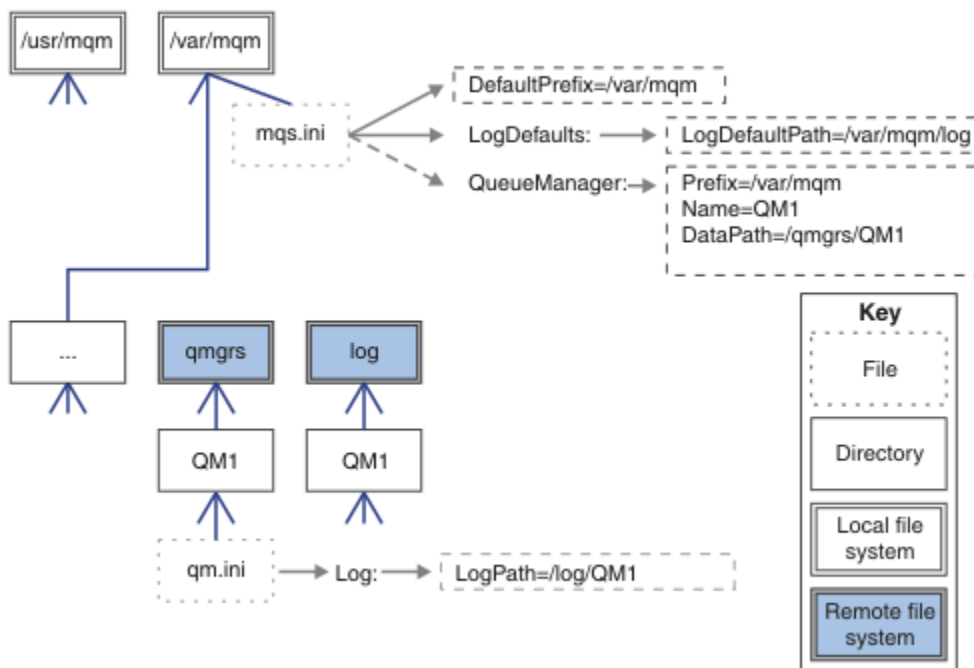 /usr/mqm
/var/mqm
mqs.ini
DefaultPrefix=/var/mqm
LogDefaults:
LogDefaultPath=/var/mqm/log
QueueManager:
Prefix=/var/mqm
Name=QM1
DataPath=/qmgrs/QM1
...
qmgrs
log
QM1
QM1
qm.ini
Log:
LogPath=/log/QM1
Key
File
Directory
Local file
system
Remote file
system